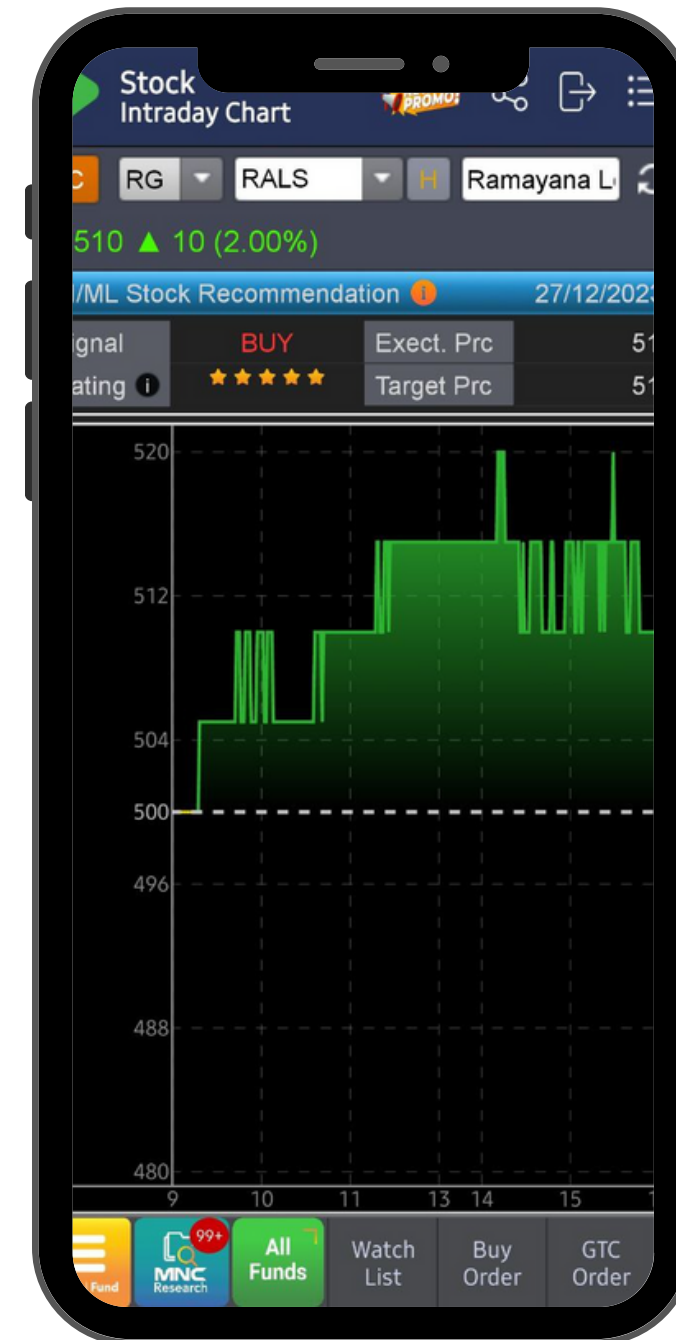 Stock
Intraday Chart
PROMO!
C RG RALS H Ramayana L
510 ▲ 10 (2.00%)
/ML Stock Recommendation i 27/12/202
ignal BUY Exect. Prc 51
ating i ★★★★★ Target Prc 51
520
512
504
500
496
488
480
9 10 11 13 14 15 1
Fund
99+
MNC
Research
All
Funds
Watch
List
Buy
Order
GTC
Order